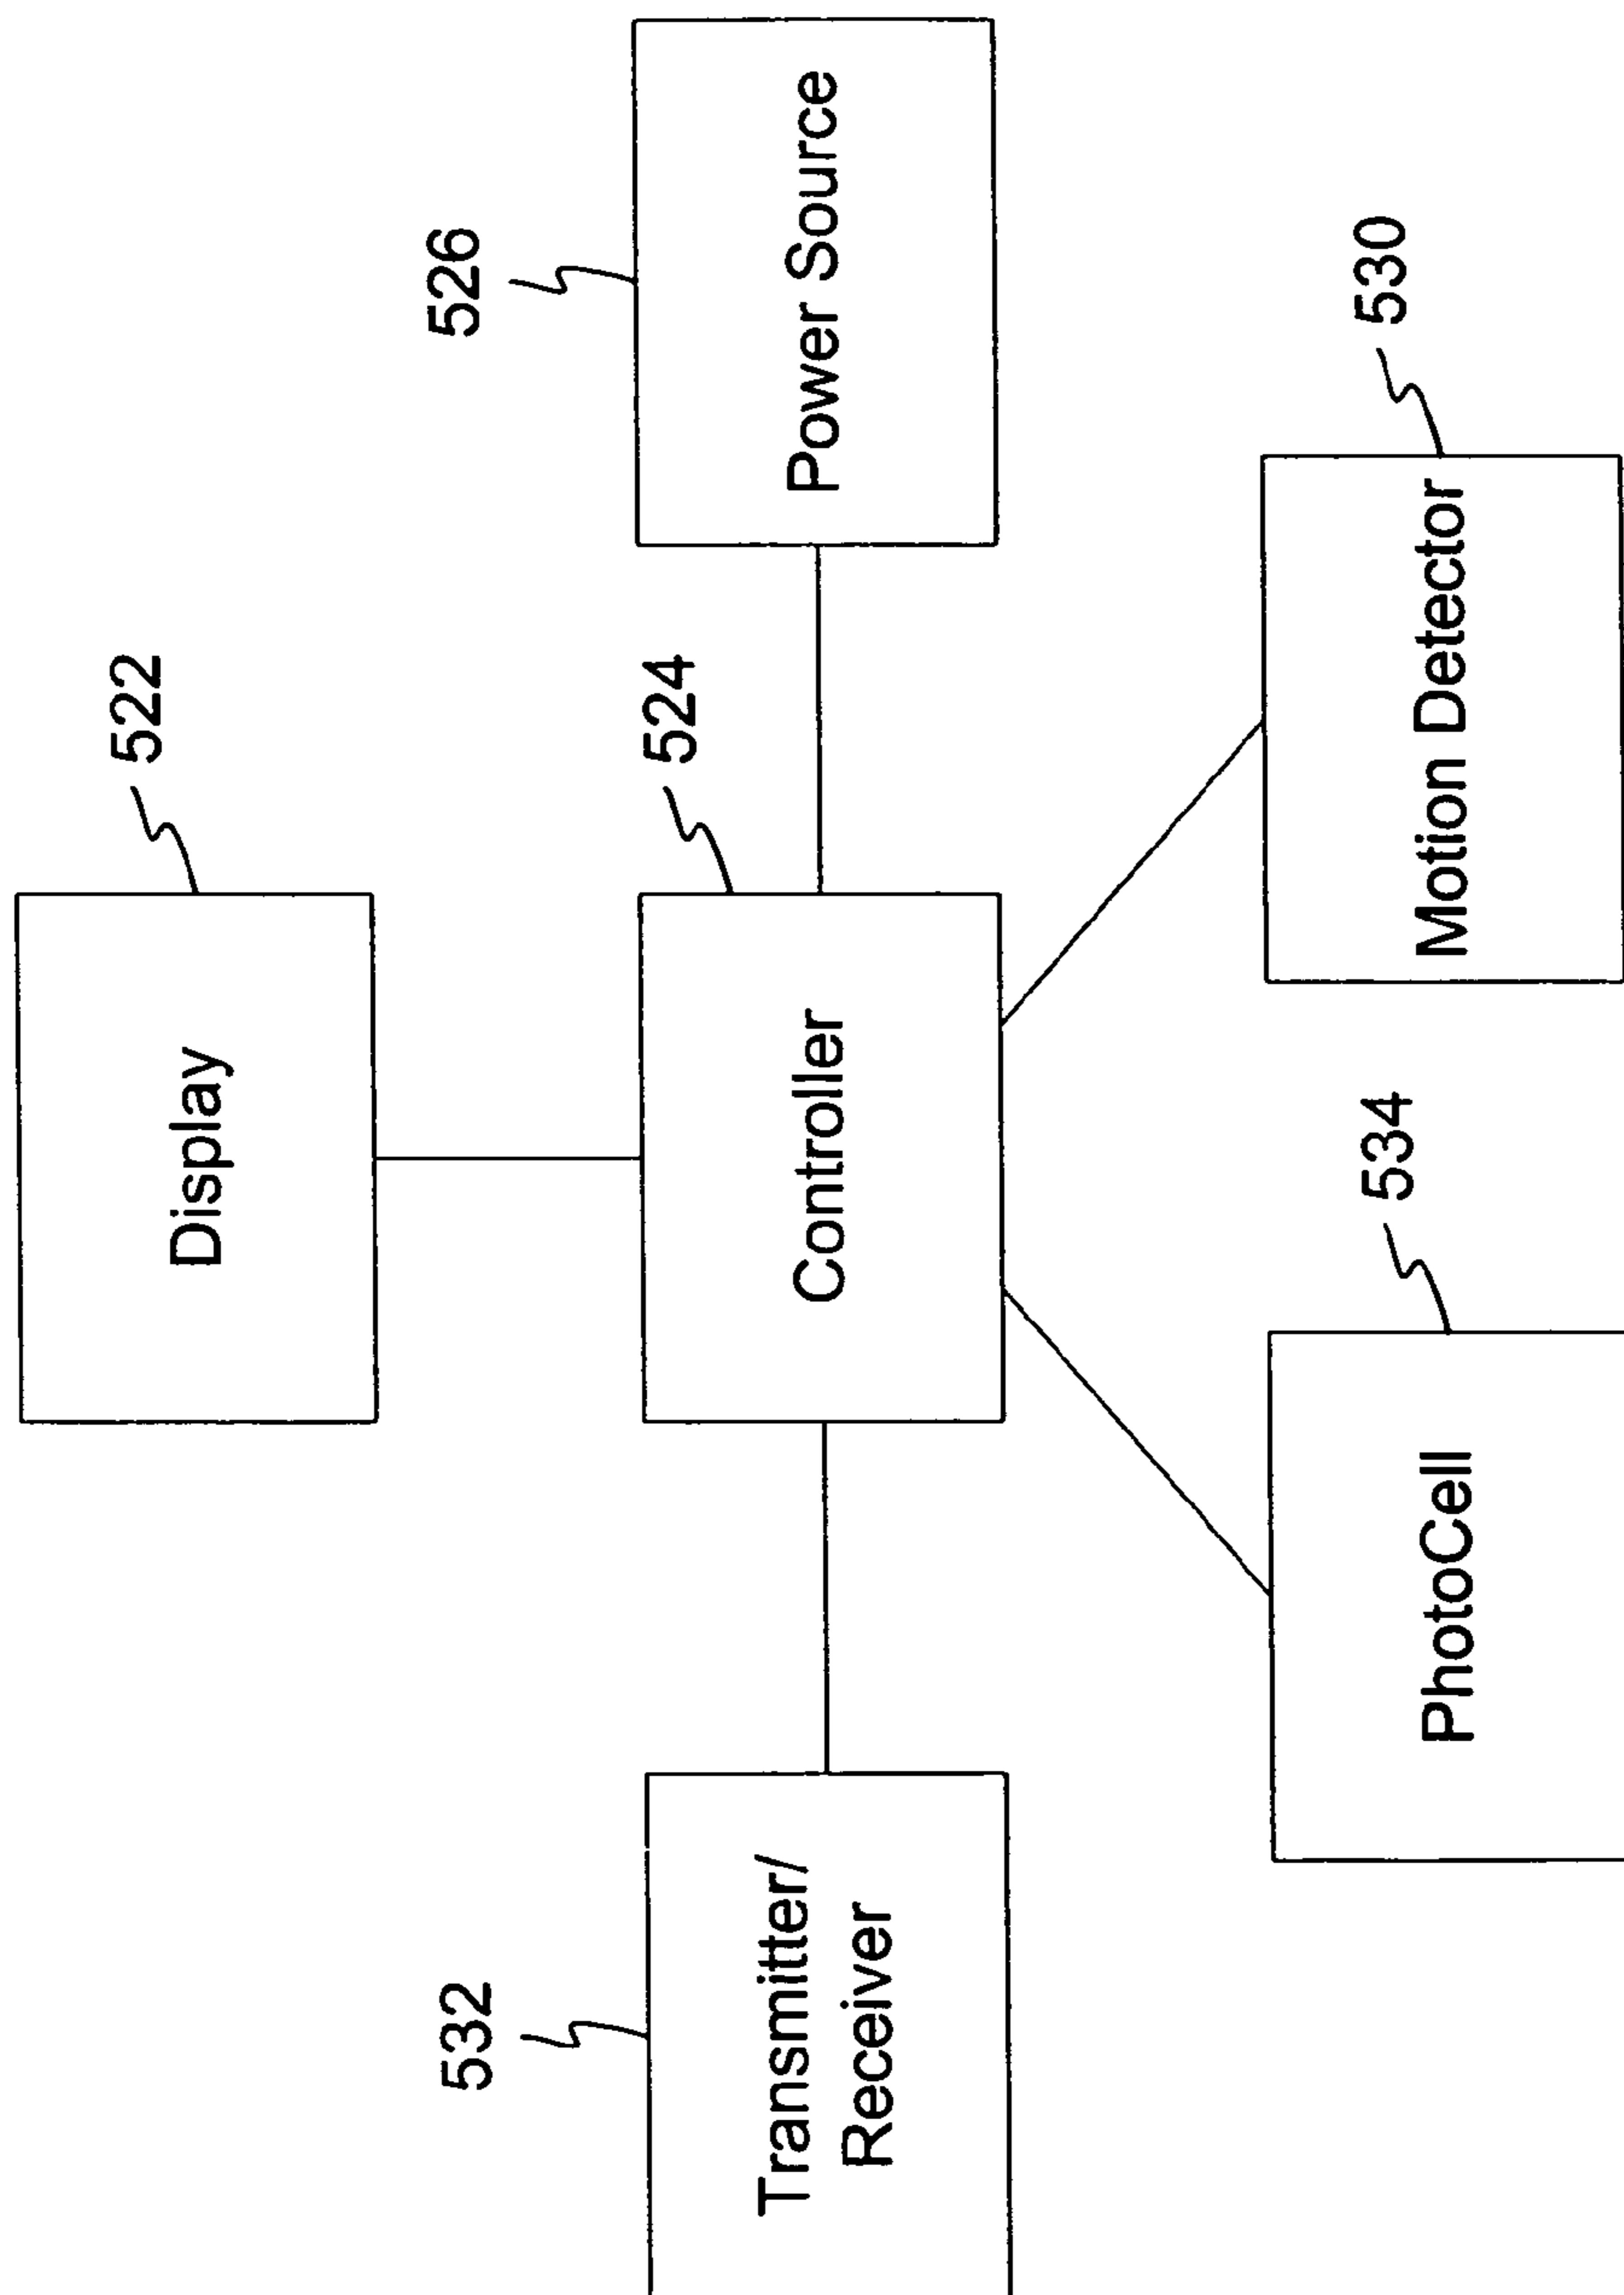 Display
522
Transmitter/
Receiver
532
Controller
524
Power Source
526
PhotoCell
534
Motion Detector
530